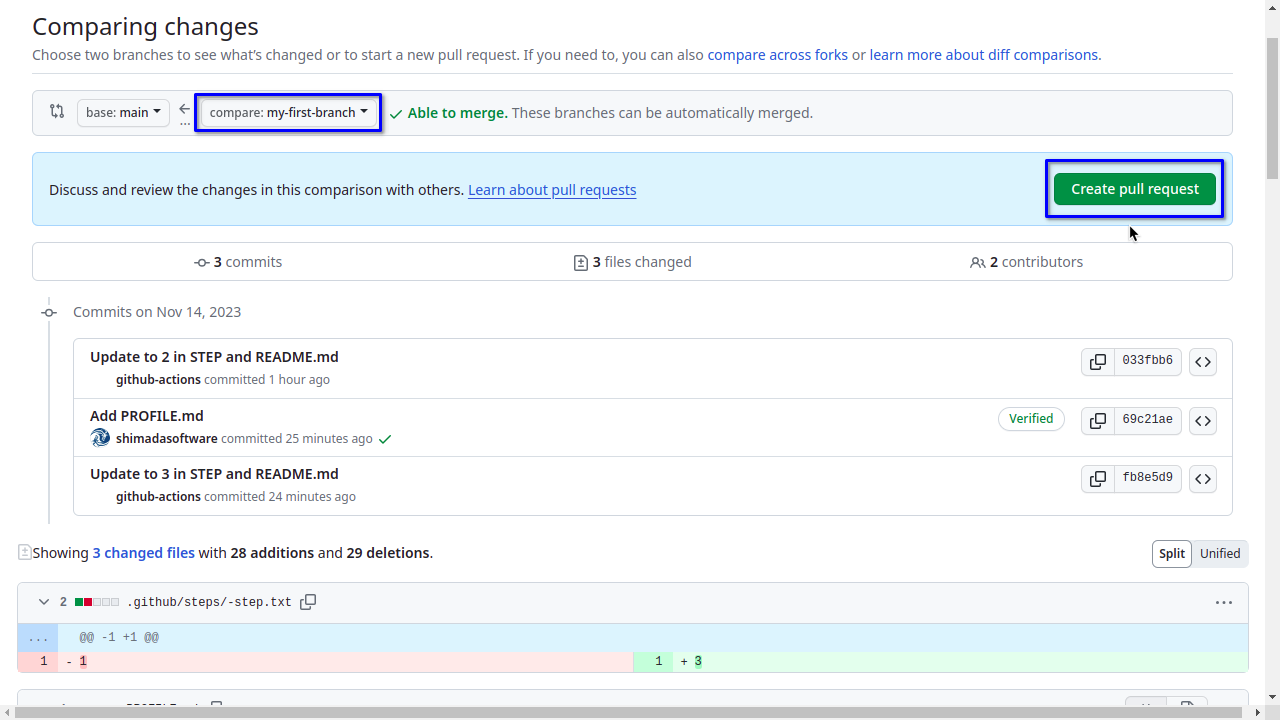 Comparing changes
Choose two branches to see what's changed or to start a new pull request. If you need to, you can also compare across forks or learn more about diff comparisons.
base: main ... compare: my-first-branch Able to merge. These branches can be automatically merged.
Discuss and review the changes in this comparison with others. Learn about pull requests Create pull request
3 commits 3 files changed 2 contributors
Commits on Nov 14, 2023
Update to 2 in STEP and README.md 033fbb6
github-actions committed 1 hour ago
Add PROFILE.md Verified 69c21ae
shimadasoftware committed 25 minutes ago
Update to 3 in STEP and README.md fb8e5d9
github-actions committed 24 minutes ago
Showing 3 changed files with 28 additions and 29 deletions. Split Unified
2 .github/steps/-step.txt
... @@ -1 +1 @@
1 - 1 1 + 3